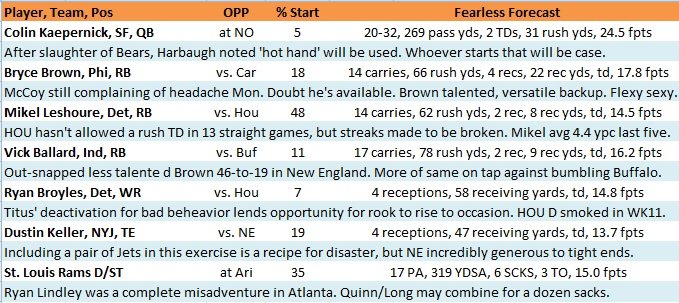 Player, Team, Pos OPP % Start Fearless Forecast
Colin Kaepernick, SF, QB at NO 5 20-32, 269 pass yds, 2 TDs, 31 rush yds, 24.5 fpts
After slaughter of Bears, Harbaugh noted 'hot hand' will be used. Whoever starts that will be case.
Bryce Brown, Phi, RB vs. Car 18 14 carries, 66 rush yds, 4 recs, 22 rec yds, td, 17.8 fpts
McCoy still complaining of headache Mon. Doubt he's available. Brown talented, versatile backup. Flexy sexy.
Mikel Leshoure, Det, RB vs. Hou 48 14 carries, 62 rush yds, 2 rec, 8 rec yds, td, 14.5 fpts
HOU hasn't allowed a rush TD in 13 straight games, but streaks made to be broken. Mikel avg 4.4 ypc last five.
Vick Ballard, Ind, RB vs. Buf 11 17 carries, 78 rush yds, 2 rec, 9 rec yds, td, 16.2 fpts
Out-snapped less talente d Brown 46-to-19 in New England. More of same on tap against bumbling Buffalo.
Ryan Broyles, Det, WR vs. Hou 7 4 receptions, 58 receiving yards, td, 14.8 fpts
Titus' deactivation for bad beheavior lends opportunity for rook to rise to occasion. HOU D smoked in WK11.
Dustin Keller, NYJ, TE vs. NE 19 4 receptions, 47 receiving yards, td, 13.7 fpts
Including a pair of Jets in this exercise is a recipe for disaster, but NE incredibly generous to tight ends.
St. Louis Rams D/ST at Ari 35 17 PA, 319 YDSA, 6 SCKS, 3 TO, 15.0 fpts
Ryan Lindley was a complete misadventure in Atlanta. Quinn/Long may combine for a dozen sacks.